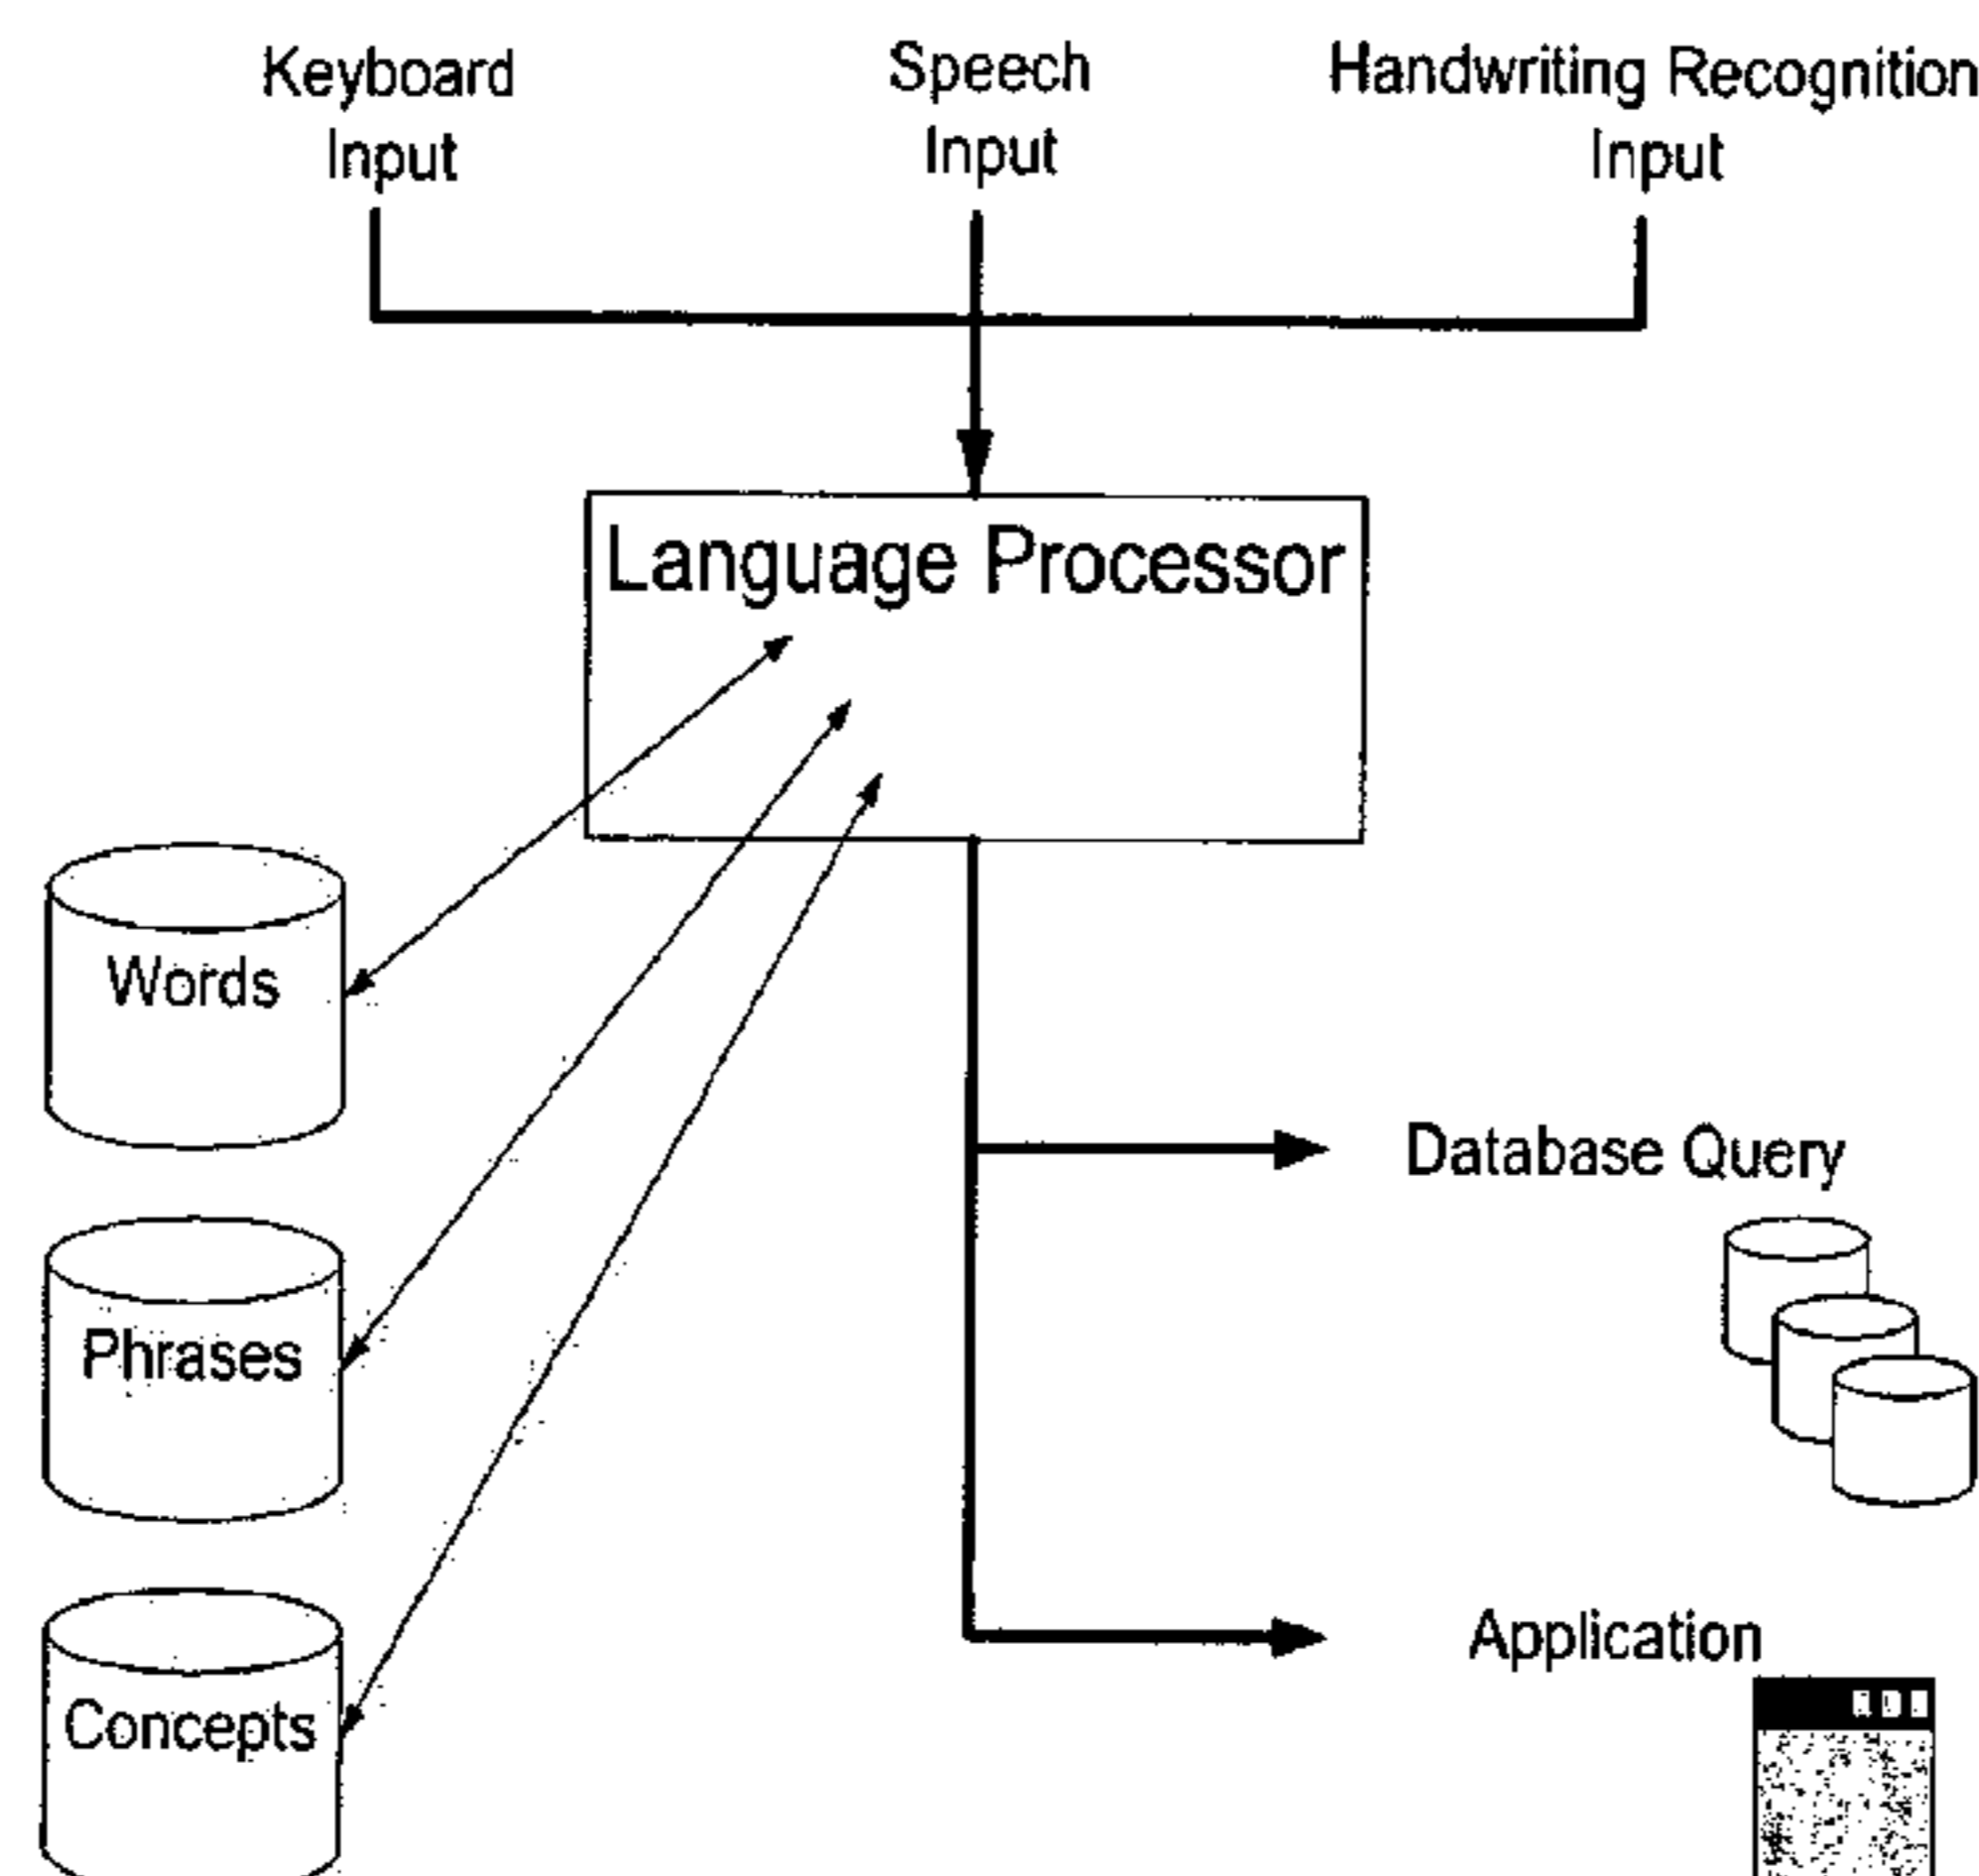 Keyboard
Input
Speech
Input
Handwriting Recognition
Input
Language Processor
Words
Phrases
Concepts
Database Query
Application